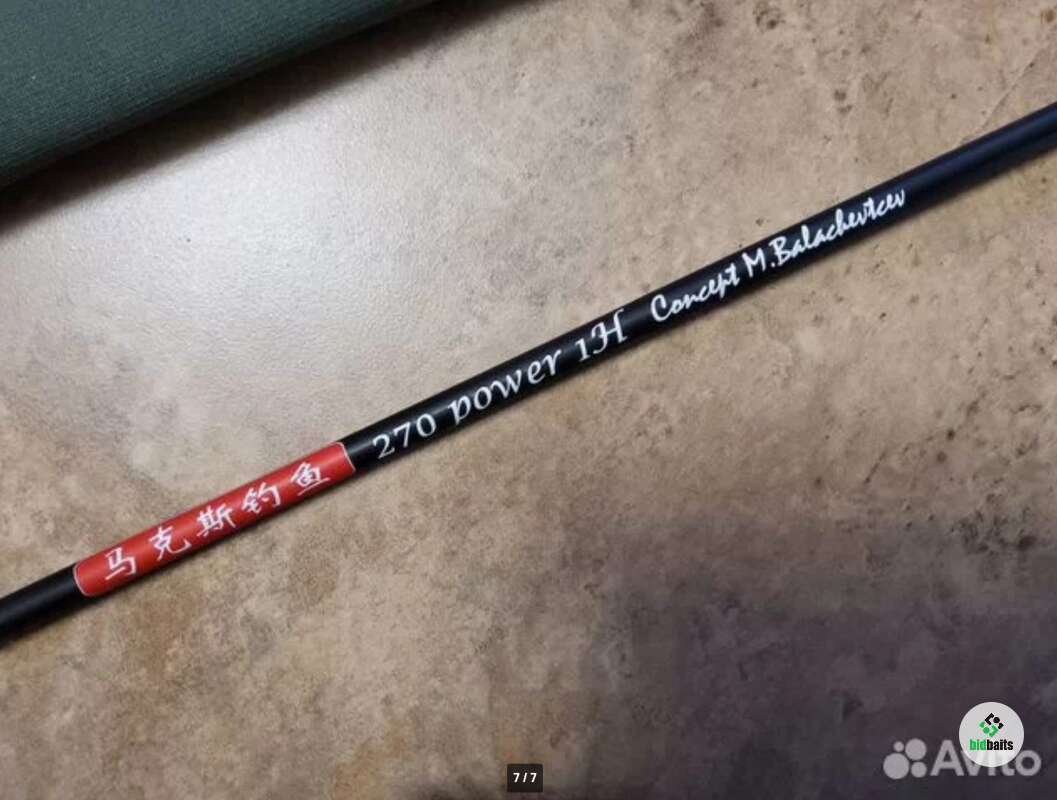 马克斯钓鱼 270 power 1H Concept M.Balachevtcev
bidbaits
Avito
7 / 7